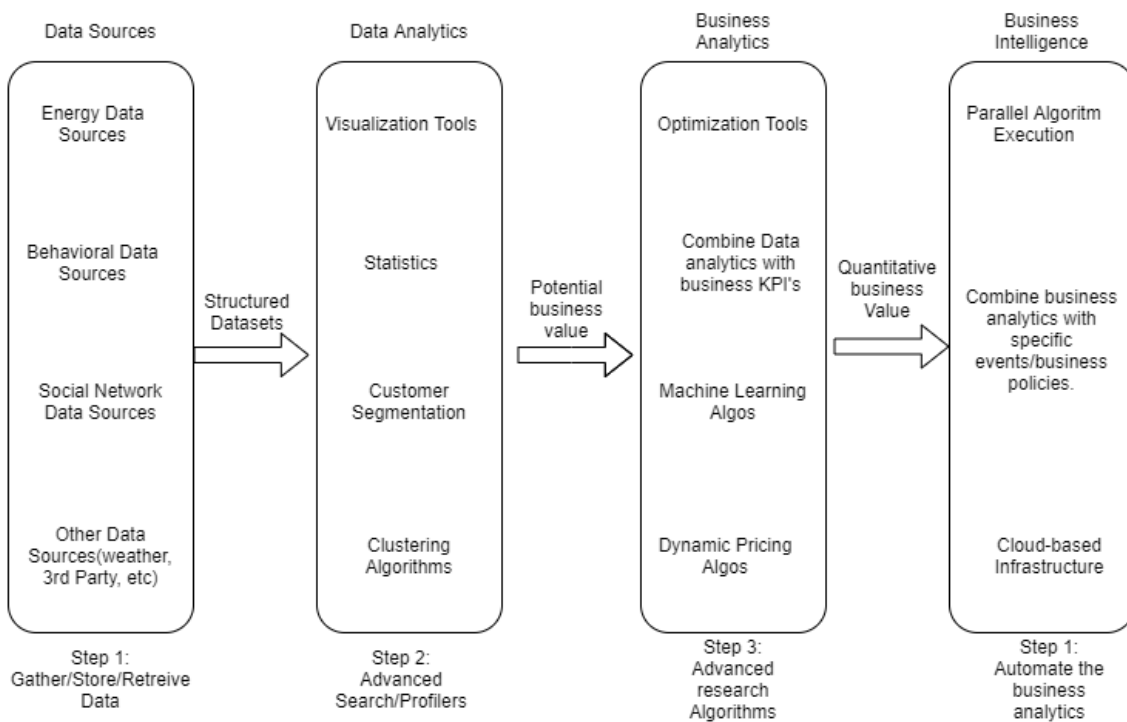 Data Sources
Energy Data
Sources
Behavioral Data
Sources
Social Network
Data Sources
Other Data
Sources(weather,
3rd Party, etc)
Step 1:
Gather/Store/Retreive
Data
Structured
Datasets
Data Analytics
Visualization Tools
Statistics
Customer
Segmentation
Clustering
Algorithms
Step 2:
Advanced
Search/Profilers
Potential
business
value
Business
Analytics
Optimization Tools
Combine Data
analytics with
business KPI's
Machine Learning
Algos
Dynamic Pricing
Algos
Step 3:
Advanced
research
Algorithms
Quantitative
business
Value
Business
Intelligence
Parallel Algoritm
Execution
Combine business
analytics with
specific
events/business
policies.
Cloud-based
Infrastructure
Step 1:
Automate the
business
analytics